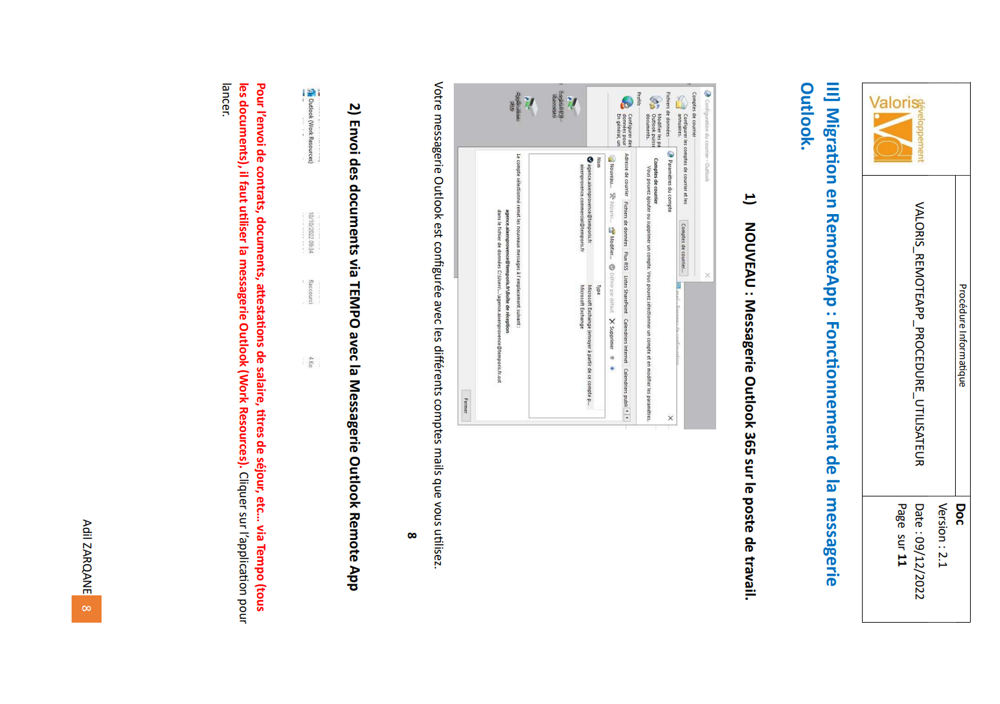 Valoris
développement
Procédure Informatique
VALORIS_REMOTEAPP_PROCEDURE_UTILISATEUR
Doc
Version : 2.1
Date : 09/12/2022
Page sur 11
III] Migration en RemoteApp : Fonctionnement de la messagerie
Outlook.
1) NOUVEAU : Messagerie Outlook 365 sur le poste de travail.
Configuration du courrier - Outlook
Comptes de courrier
Configurer les comptes de courrier et les
annuaires.
Comptes de courrier...
Fichiers de données
Modifier les pa
Outlook puisse
documents.
Profils
Configurer des
données pour
En général, un
Paramètres du compte
Comptes de courrier
Vous pouvez ajouter ou supprimer un compte. Vous pouvez sélectionner un compte et en modifier les paramètres.
Adresse de courrier Fichiers de données Flux RSS Listes SharePoint Calendriers Internet Calendriers publi
Nouveau... Réparer... Modifier... Définir par défaut Supprimer
Nom Type
agence.aixenprovence@temporis.fr Microsoft Exchange (envoyer à partir de ce compte p...
aixenprovence.commercial@temporis.fr Microsoft Exchange
Le compte sélectionné remet les nouveaux messages à l'emplacement suivant :
agence.aixenprovence@temporis.fr\Boîte de réception
dans le fichier de données C:\Users\...\agence.aixenprovence@temporis.fr.ost
Fermer
Votre messagerie Outlook est configurée avec les différents comptes mails que vous utilisez.
8
2) Envoi des documents via TEMPO avec la Messagerie Outlook Remote App
Outlook (Work Resources) 10/10/2022 09:34 Raccourci 4 Ko
Pour l'envoi de contrats, documents, attestations de salaire, titres de séjour, etc... via Tempo (tous
les documents), il faut utiliser la messagerie Outlook (Work Resources). Cliquer sur l'application pour
lancer.
Adil ZARQANE 8